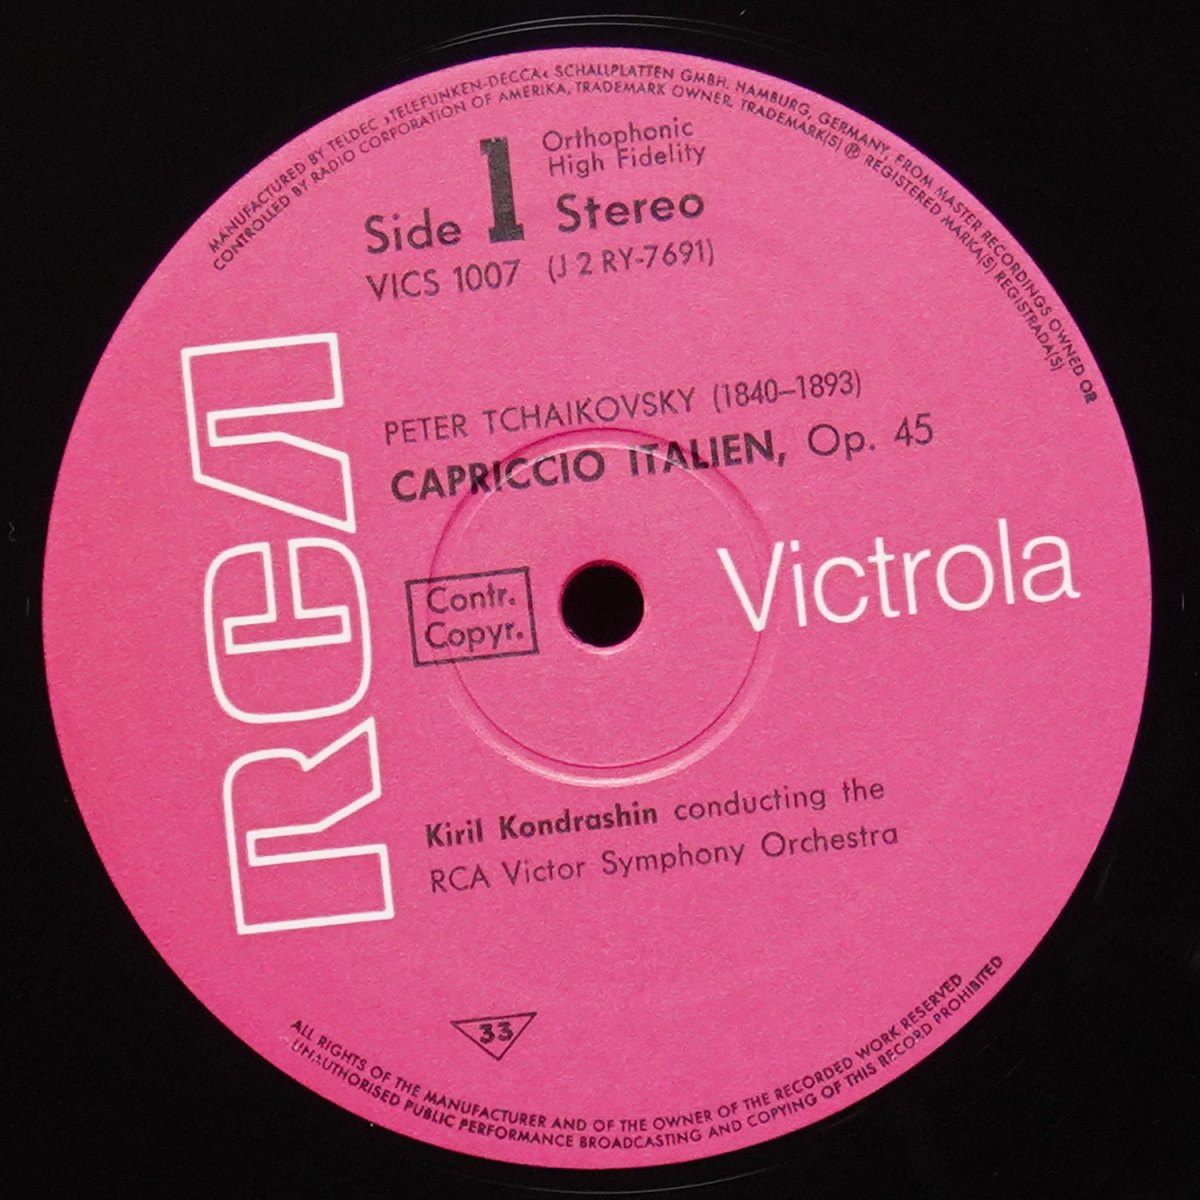 MANUFACTURED BY TELDEC ›TELEFUNKEN-DECCA‹ SCHALLPLATTEN GMBH, HAMBURG, GERMANY, FROM MASTER RECORDINGS OWNED OR
CONTROLLED BY RADIO CORPORATION OF AMERIKA, TRADEMARK OWNER, TRADEMARK(S) ® REGISTERED MARKA(S) REGISTRADA(S)
Side 1 Orthophonic
High Fidelity
Stereo
VICS 1007 (J 2 RY-7691)
PETER TCHAIKOVSKY (1840–1893)
CAPRICCIO ITALIEN, Op. 45
RCA
Victrola
Contr.
Copyr.
Kiril Kondrashin conducting the
RCA Victor Symphony Orchestra
33
ALL RIGHTS OF THE MANUFACTURER AND OF THE OWNER OF THE RECORDED WORK RESERVED
UNAUTHORISED PUBLIC PERFORMANCE BROADCASTING AND COPYING OF THIS RECORD PROHIBITED